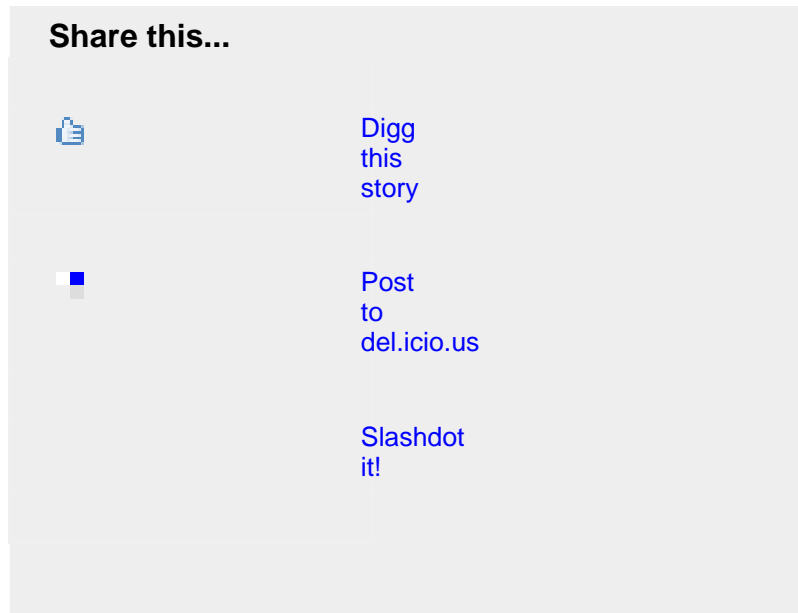 Share this...
Digg
this
story
Post
to
del.icio.us
Slashdot
it!